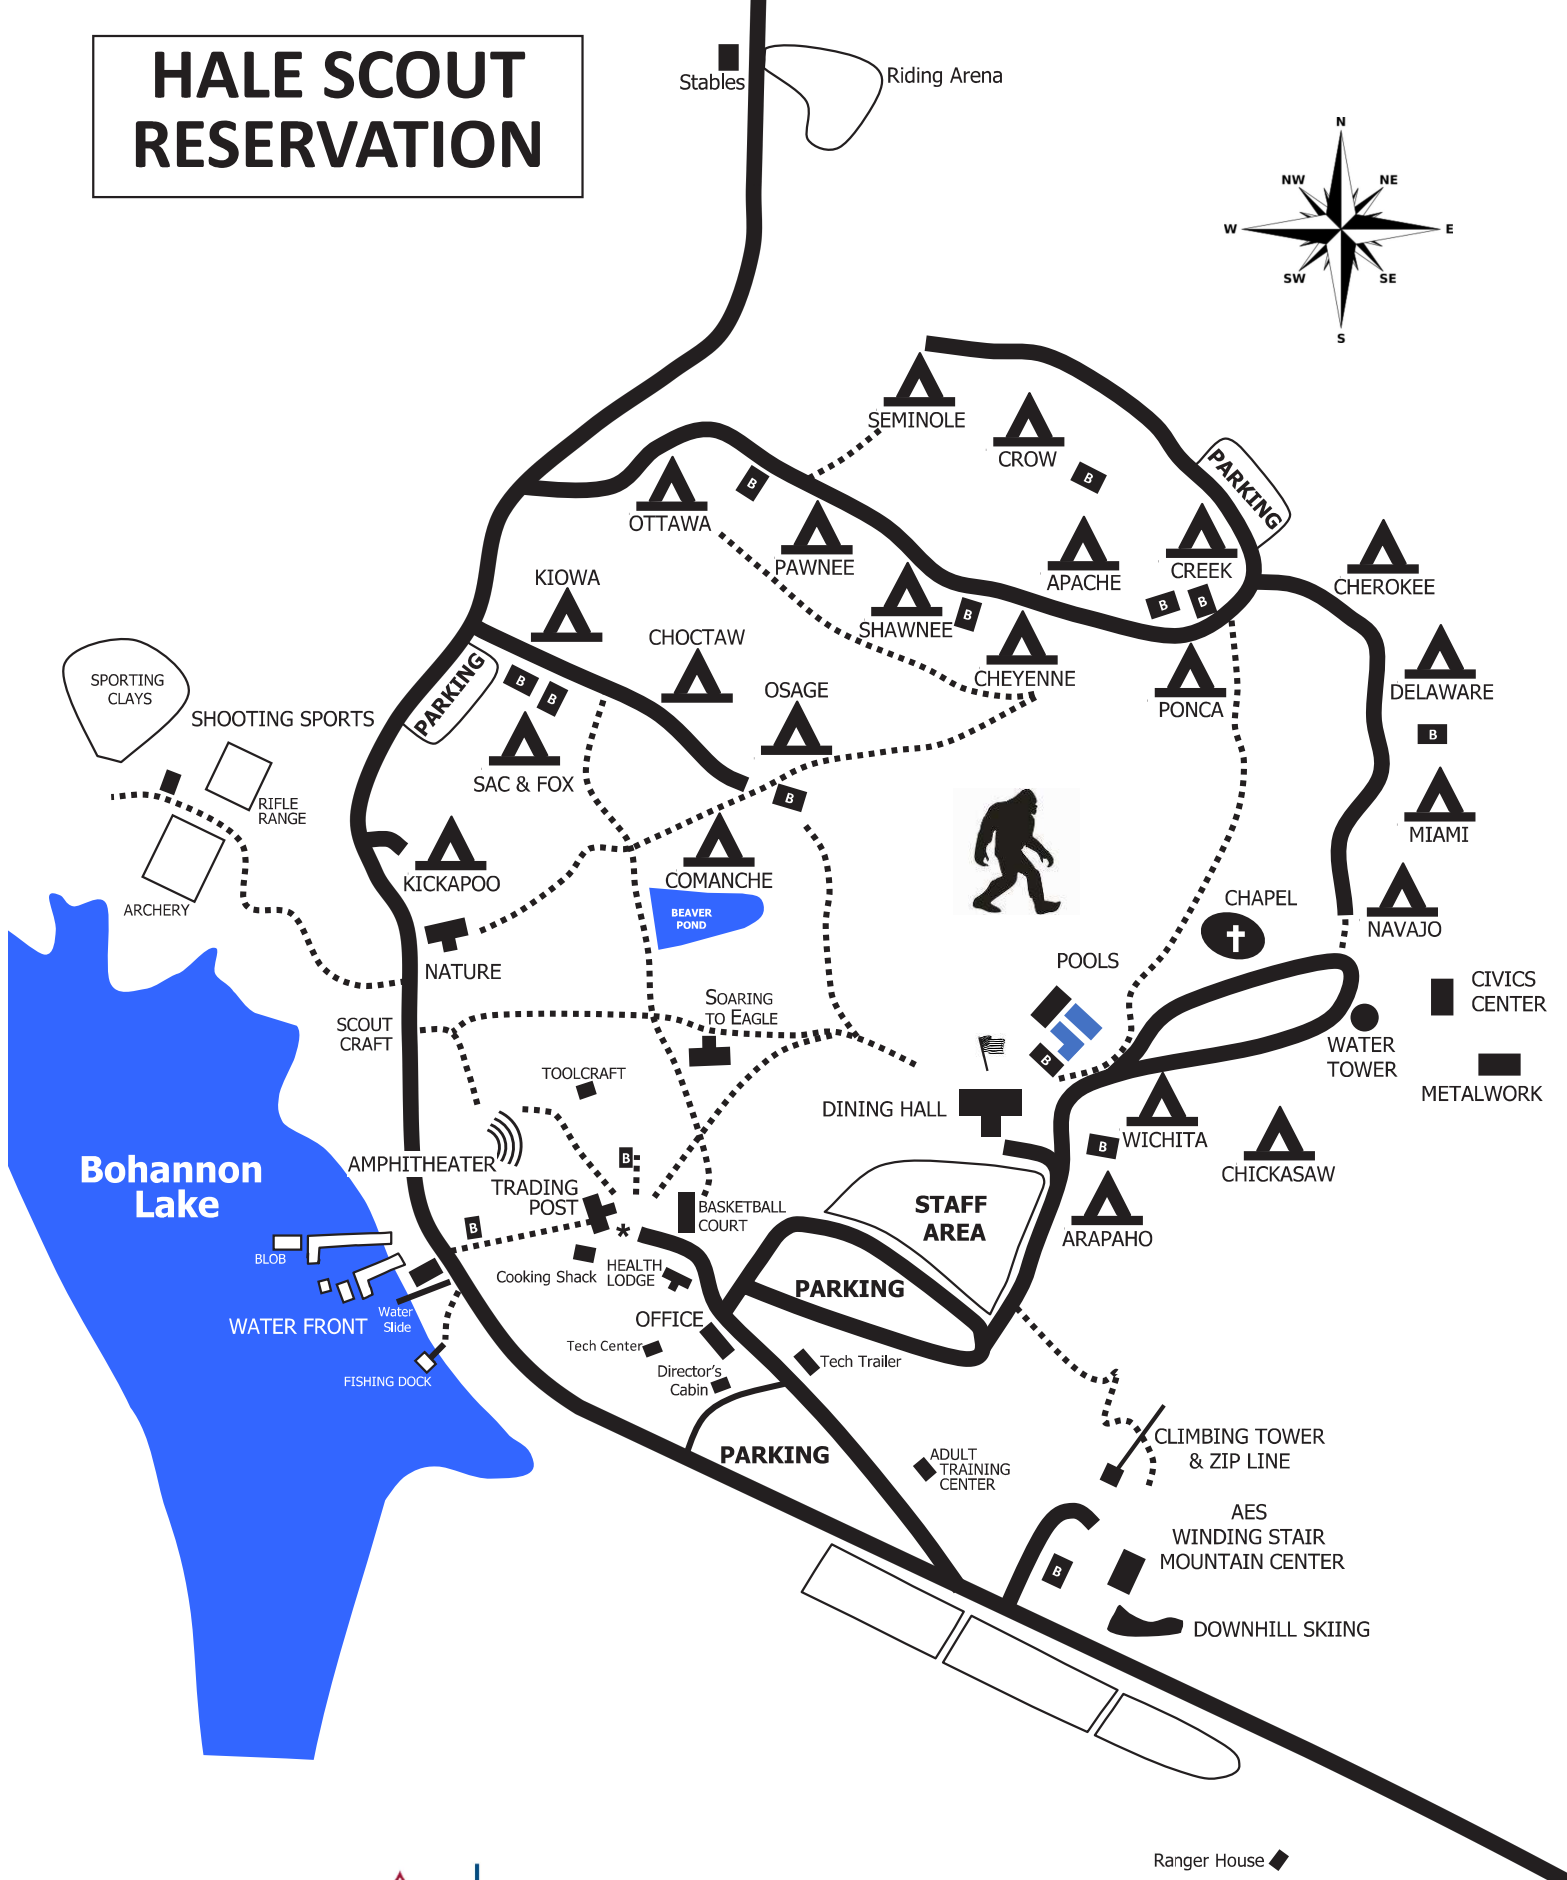 HALE SCOUT
RESERVATION
Stables
Riding Arena
N
NW
NE
W
E
SW
SE
S
SEMINOLE
CROW
B
PARKING
B
OTTAWA
PAWNEE
APACHE
CREEK
CHEROKEE
KIOWA
SHAWNEE
B
B
B
CHOCTAW
CHEYENNE
PONCA
DELAWARE
B
SPORTING
CLAYS
PARKING
B
B
OSAGE
SHOOTING SPORTS
SAC & FOX
B
RIFLE
RANGE
MIAMI
KICKAPOO
COMANCHE
ARCHERY
BEAVER
POND
CHAPEL
NAVAJO
NATURE
POOLS
CIVICS
CENTER
SOARING
TO EAGLE
SCOUT
CRAFT
B
WATER
TOWER
TOOLCRAFT
METALWORK
DINING HALL
WICHITA
B
CHICKASAW
Bohannon
Lake
AMPHITHEATER
B
TRADING
POST
*
BASKETBALL
COURT
STAFF
AREA
ARAPAHO
B
BLOB
Cooking Shack
HEALTH
LODGE
PARKING
WATER FRONT
Water
Slide
OFFICE
Tech Center
Tech Trailer
FISHING DOCK
Director's
Cabin
PARKING
ADULT
TRAINING
CENTER
CLIMBING TOWER
& ZIP LINE
AES
WINDING STAIR
MOUNTAIN CENTER
B
DOWNHILL SKIING
Ranger House